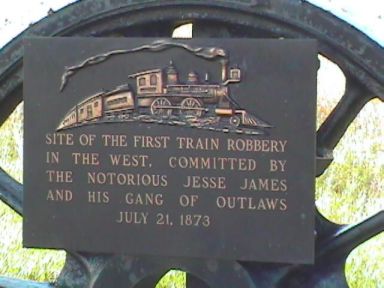 SITE OF THE FIRST TRAIN ROBBERY
IN THE WEST, COMMITTED BY
THE NOTORIOUS JESSE JAMES
AND HIS GANG OF OUTLAWS
JULY 21, 1873